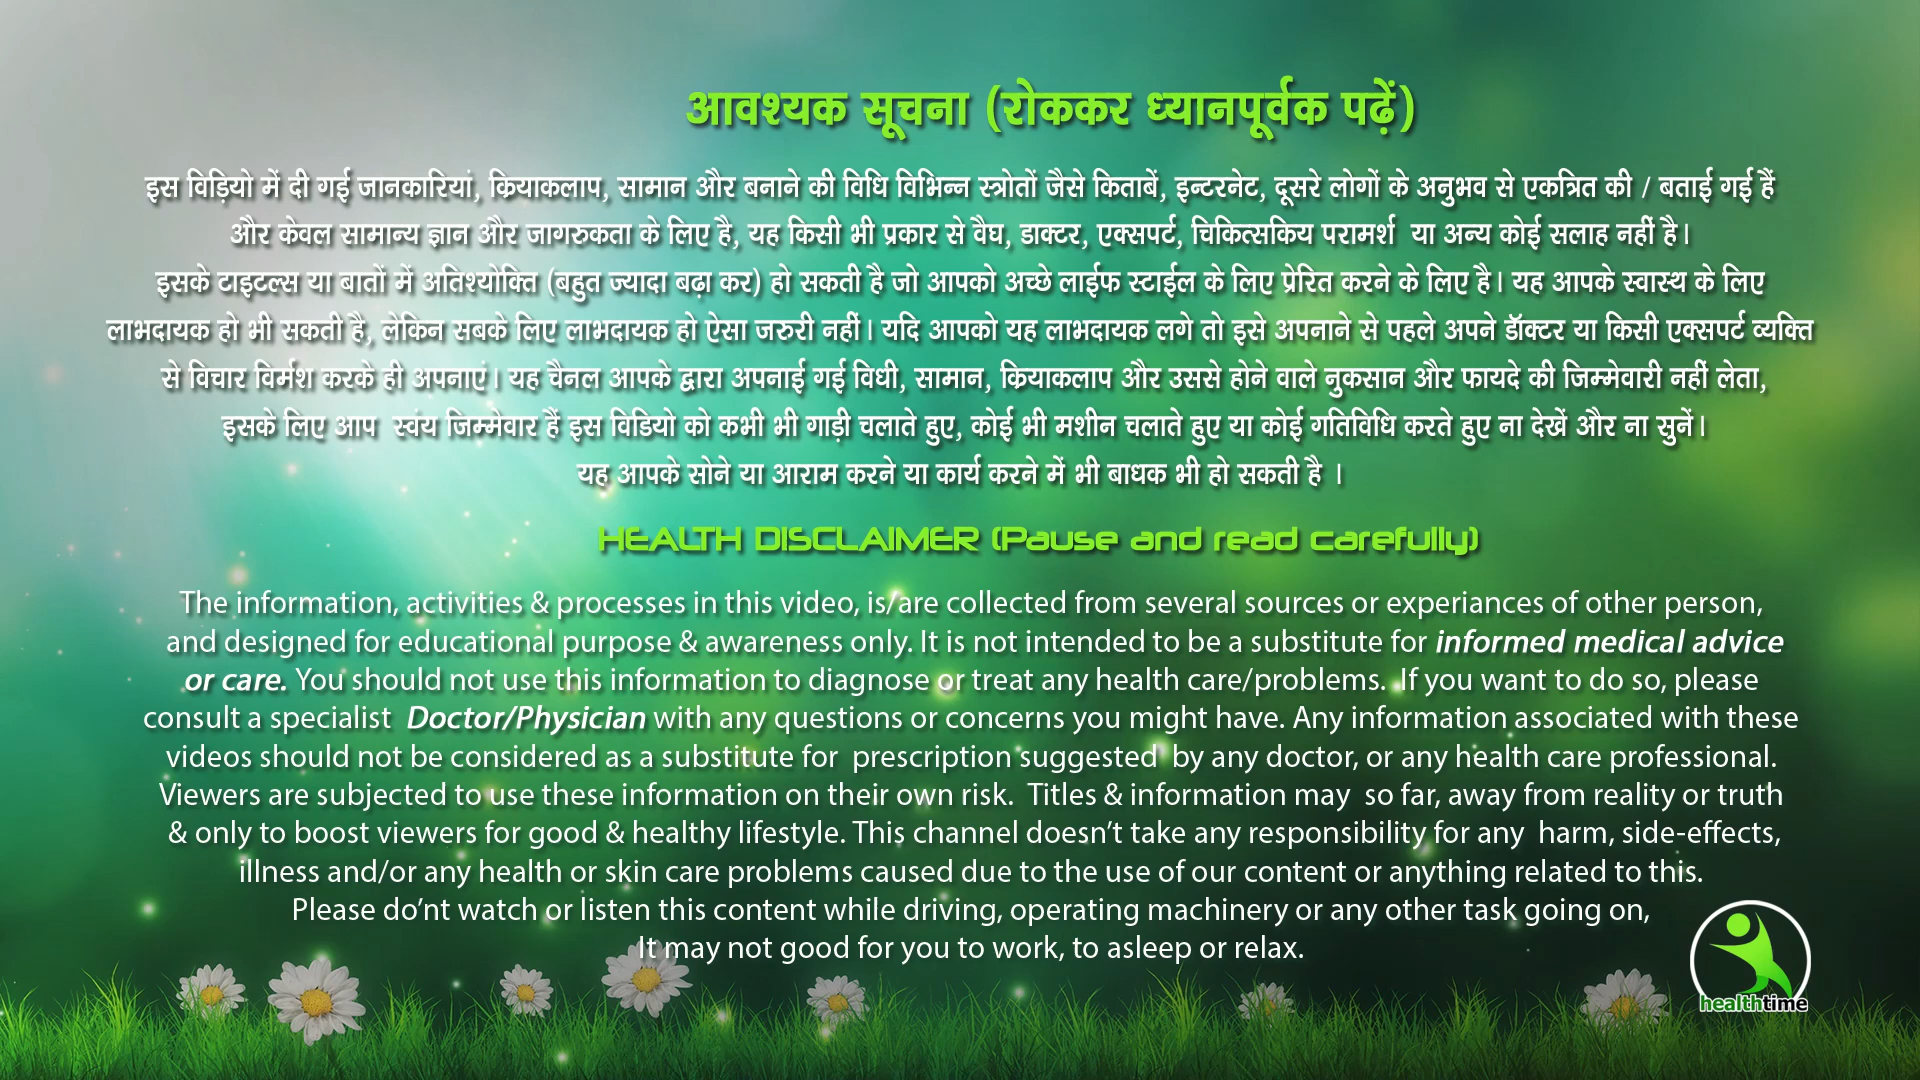 आवश्यक सूचना (रोककर ध्यानपूर्वक पढ़ें)
इस विड़ियो में दी गई जानकारियां, क्रियाकलाप, सामान और बनाने की विधि विभिन्न स्त्रोतों जैसे किताबें, इन्टरनेट, दूसरे लोगों के अनुभव से एकत्रित की / बताई गई हैं
और केवल सामान्य ज्ञान और जागरुकता के लिए है, यह किसी भी प्रकार से वैघ, डाक्टर, एक्सपर्ट, चिकित्सकिय परामर्श या अन्य कोई सलाह नहीं है।
इसके टाइटल्स या बातों में अतिश्योक्ति (बहुत ज्यादा बढ़ा कर) हो सकती है जो आपको अच्छे लाईफ स्टाईल के लिए प्रेरित करने के लिए है। यह आपके स्वास्थ के लिए
लाभदायक हो भी सकती है, लेकिन सबके लिए लाभदायक हो ऐसा जरुरी नहीं। यदि आपको यह लाभदायक लगे तो इसे अपनाने से पहले अपने डॉक्टर या किसी एक्सपर्ट व्यक्ति
से विचार विर्मश करके ही अपनाएं। यह चैनल आपके द्वारा अपनाई गई विधी, सामान, क्रियाकलाप और उससे होने वाले नुकसान और फायदे की जिम्मेवारी नहीं लेता,
इसके लिए आप स्वंय जिम्मेवार हैं इस विडियो को कभी भी गाड़ी चलाते हुए, कोई भी मशीन चलाते हुए या कोई गतिविधि करते हुए ना देखें और ना सुनें।
यह आपके सोने या आराम करने या कार्य करने में भी बाधक भी हो सकती है ।
HEALTH DISCLAIMER (Pause and read carefully)
The information, activities & processes in this video, is/are collected from several sources or experiances of other person,
and designed for educational purpose & awareness only. It is not intended to be a substitute for informed medical advice
or care. You should not use this information to diagnose or treat any health care/problems. If you want to do so, please
consult a specialist Doctor/Physician with any questions or concerns you might have. Any information associated with these
videos should not be considered as a substitute for prescription suggested by any doctor, or any health care professional.
Viewers are subjected to use these information on their own risk. Titles & information may so far, away from reality or truth
& only to boost viewers for good & healthy lifestyle. This channel doesn't take any responsibility for any harm, side-effects,
illness and/or any health or skin care problems caused due to the use of our content or anything related to this.
Please do'nt watch or listen this content while driving, operating machinery or any other task going on,
It may not good for you to work, to asleep or relax.
healthtime